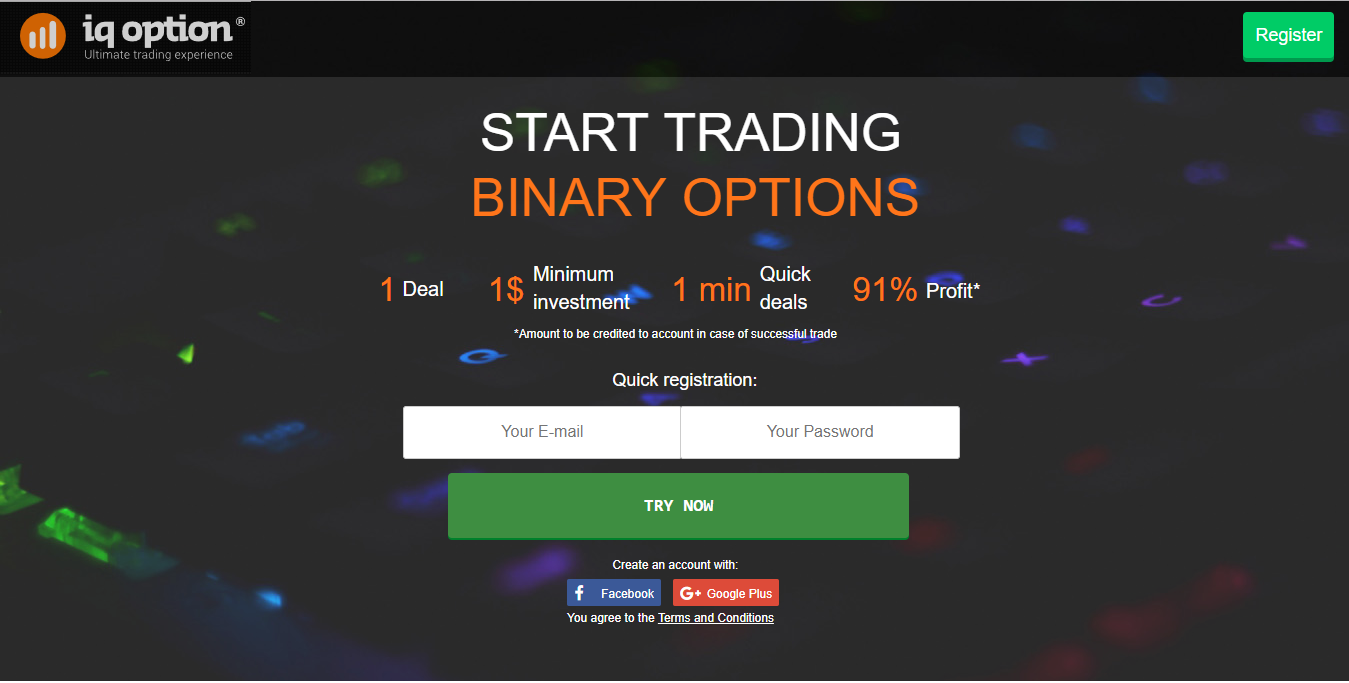 iq option®
Ultimate trading experience
Register
START TRADING
BINARY OPTIONS
1 Deal
1$ Minimum investment
1 min Quick deals
91% Profit*
*Amount to be credited to account in case of successful trade
Quick registration:
Your E-mail
Your Password
TRY NOW
Create an account with:
Facebook
G+ Google Plus
You agree to the Terms and Conditions